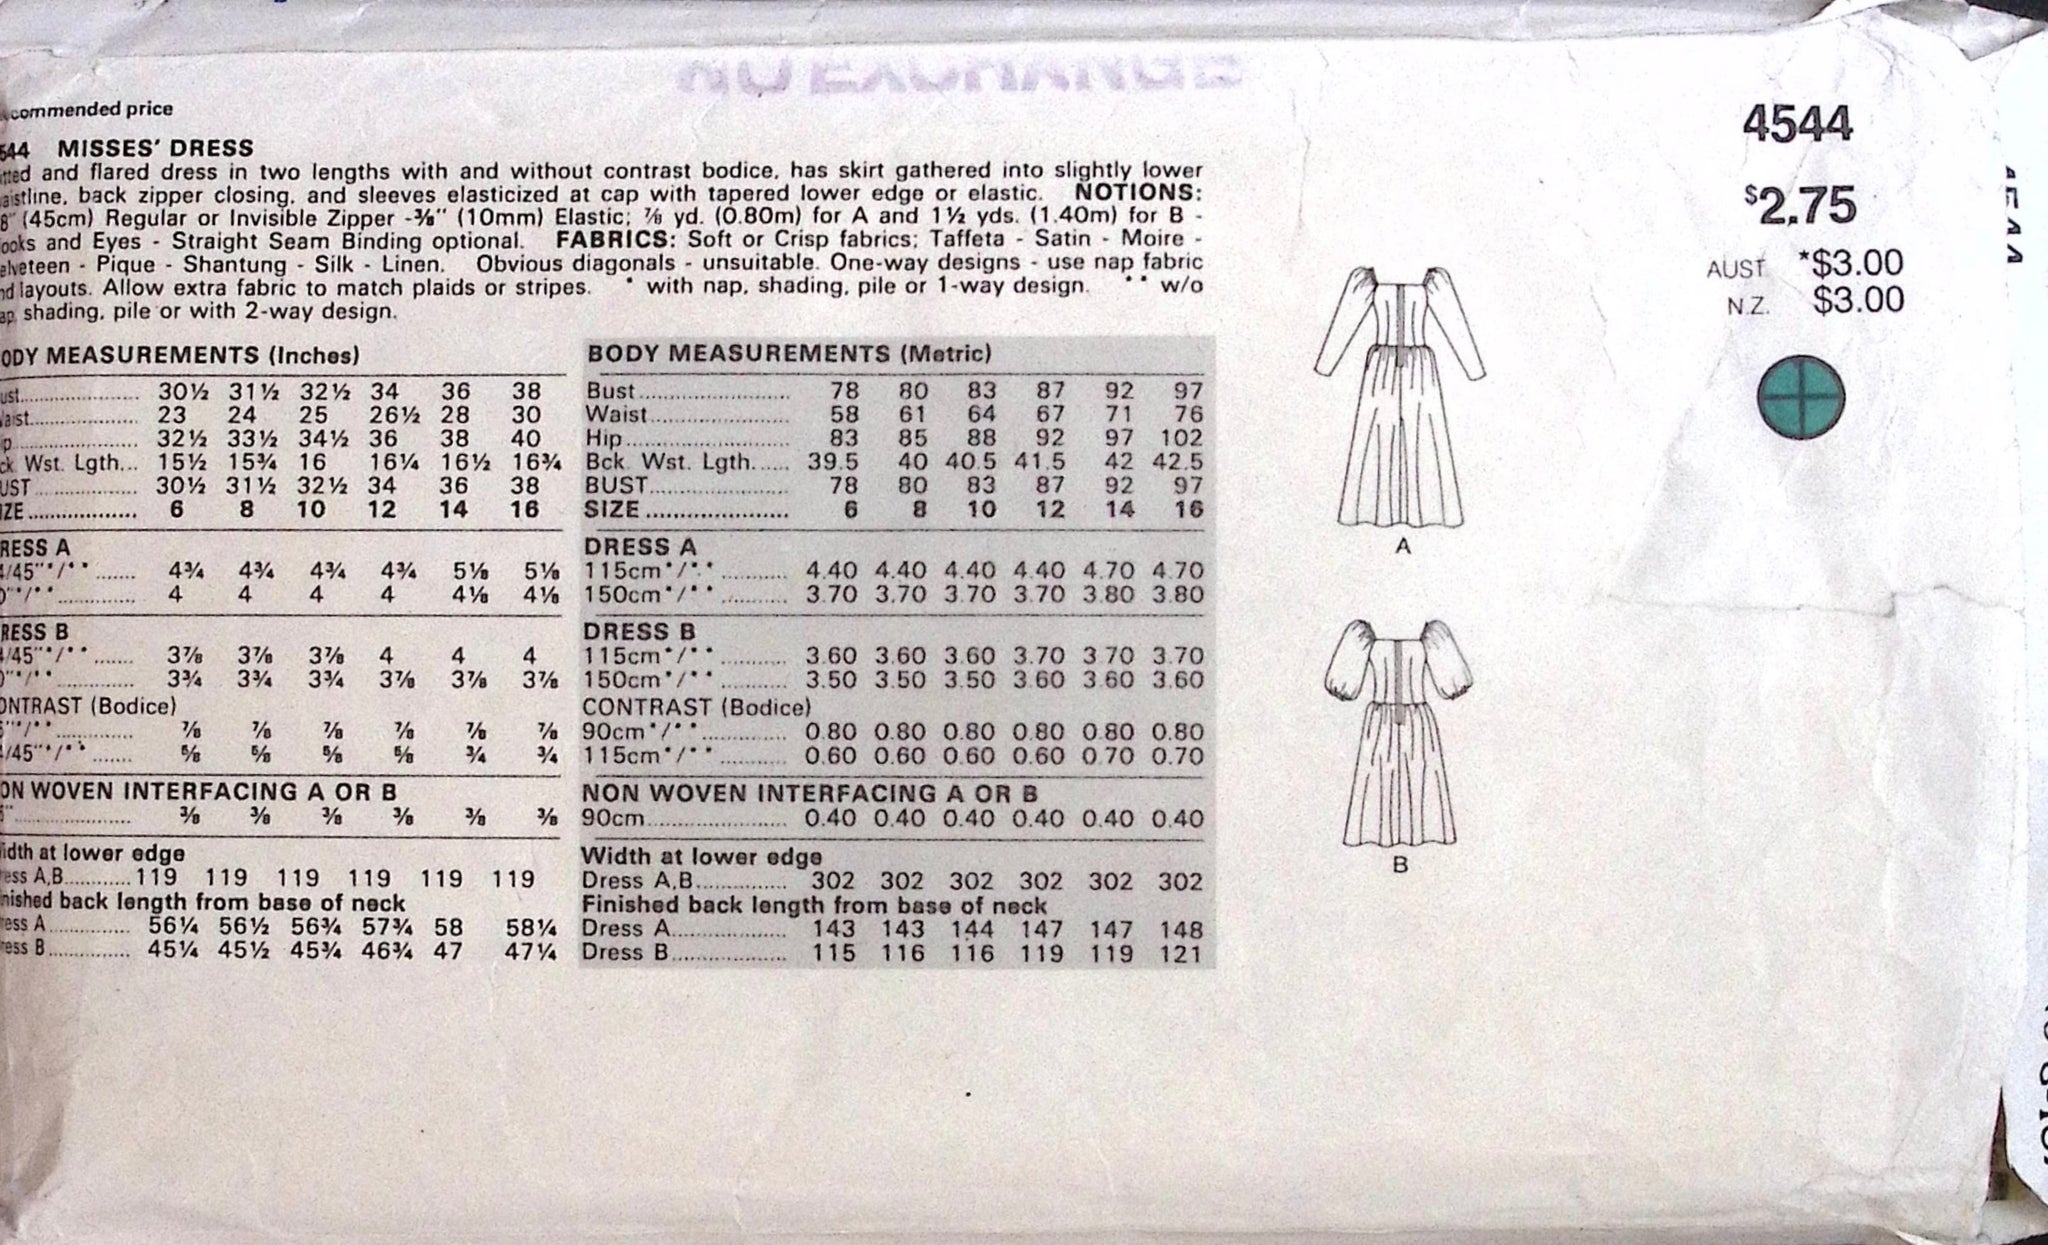 NO EXCHANGE
commended price
544 MISSES' DRESS
tted and flared dress in two lengths with and without contrast bodice, has skirt gathered into slightly lower
aistline, back zipper closing, and sleeves elasticized at cap with tapered lower edge or elastic. NOTIONS:
8" (45cm) Regular or Invisible Zipper -⅜" (10mm) Elastic; ⅞ yd. (0.80m) for A and 1½ yds. (1.40m) for B -
ooks and Eyes - Straight Seam Binding optional. FABRICS: Soft or Crisp fabrics; Taffeta - Satin - Moire -
elveteen - Pique - Shantung - Silk - Linen. Obvious diagonals - unsuitable. One-way designs - use nap fabric
nd layouts. Allow extra fabric to match plaids or stripes. * with nap, shading, pile or 1-way design. ** w/o
ap, shading, pile or with 2-way design.
ODY MEASUREMENTS (Inches)
ust 30½ 31½ 32½ 34 36 38
aist 23 24 25 26½ 28 30
ip 32½ 33½ 34½ 36 38 40
ck. Wst. Lgth... 15½ 15¾ 16 16¼ 16½ 16¾
UST 30½ 31½ 32½ 34 36 38
IZE 6 8 10 12 14 16
RESS A
/45"*/** 4¾ 4¾ 4¾ 4¾ 5⅛ 5⅛
0"*/** 4 4 4 4 4⅛ 4⅛
RESS B
/45"*/** 3⅞ 3⅞ 3⅞ 4 4 4
0"*/** 3¾ 3¾ 3¾ 3⅞ 3⅞ 3⅞
ONTRAST (Bodice)
"*/** ⅞ ⅞ ⅞ ⅞ ⅞ ⅞
/45"*/** ⅝ ⅝ ⅝ ⅝ ¾ ¾
ON WOVEN INTERFACING A OR B
⅜ ⅜ ⅜ ⅜ ⅜ ⅜
idth at lower edge
ess A,B 119 119 119 119 119 119
nished back length from base of neck
ess A 56¼ 56½ 56¾ 57¾ 58 58¼
ess B 45¼ 45½ 45¾ 46¾ 47 47¼
BODY MEASUREMENTS (Metric)
Bust 78 80 83 87 92 97
Waist 58 61 64 67 71 76
Hip 83 85 88 92 97 102
Bck. Wst. Lgth. 39.5 40 40.5 41.5 42 42.5
BUST 78 80 83 87 92 97
SIZE 6 8 10 12 14 16
DRESS A
115cm*/** 4.40 4.40 4.40 4.40 4.70 4.70
150cm*/** 3.70 3.70 3.70 3.70 3.80 3.80
DRESS B
115cm*/** 3.60 3.60 3.60 3.70 3.70 3.70
150cm*/** 3.50 3.50 3.50 3.60 3.60 3.60
CONTRAST (Bodice)
90cm*/** 0.80 0.80 0.80 0.80 0.80 0.80
115cm*/** 0.60 0.60 0.60 0.60 0.70 0.70
NON WOVEN INTERFACING A OR B
90cm 0.40 0.40 0.40 0.40 0.40 0.40
Width at lower edge
Dress A,B 302 302 302 302 302 302
Finished back length from base of neck
Dress A 143 143 144 147 147 148
Dress B 115 116 116 119 119 121
A
B
4544
$2.75
AUST. *$3.00
N.Z. $3.00
4544